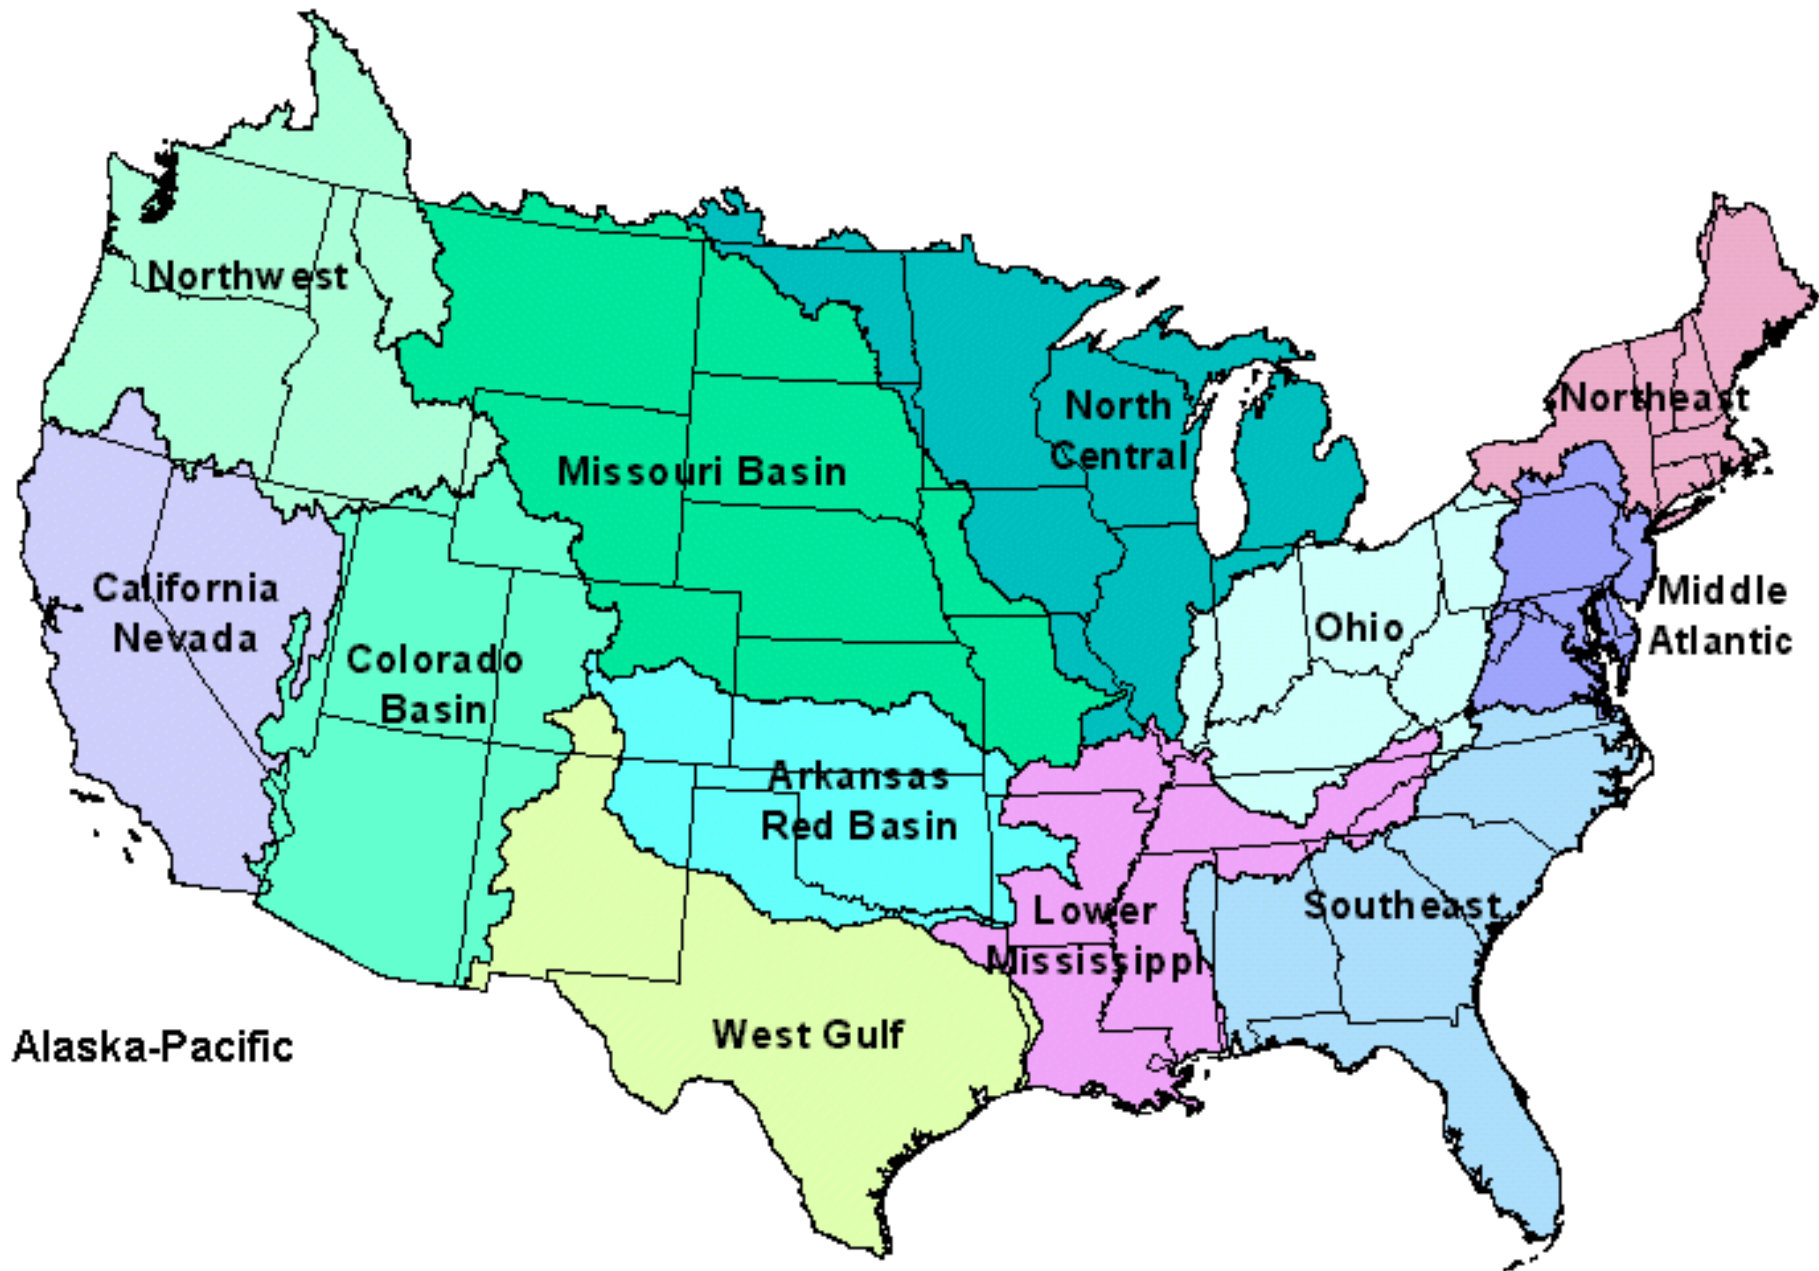 Northwest
Northeast
North
Central
Missouri Basin
California
Nevada
Middle
Atlantic
Ohio
Colorado
Basin
Arkansas
Red Basin
Lower
Mississippi
Southeast
West Gulf
Alaska-Pacific